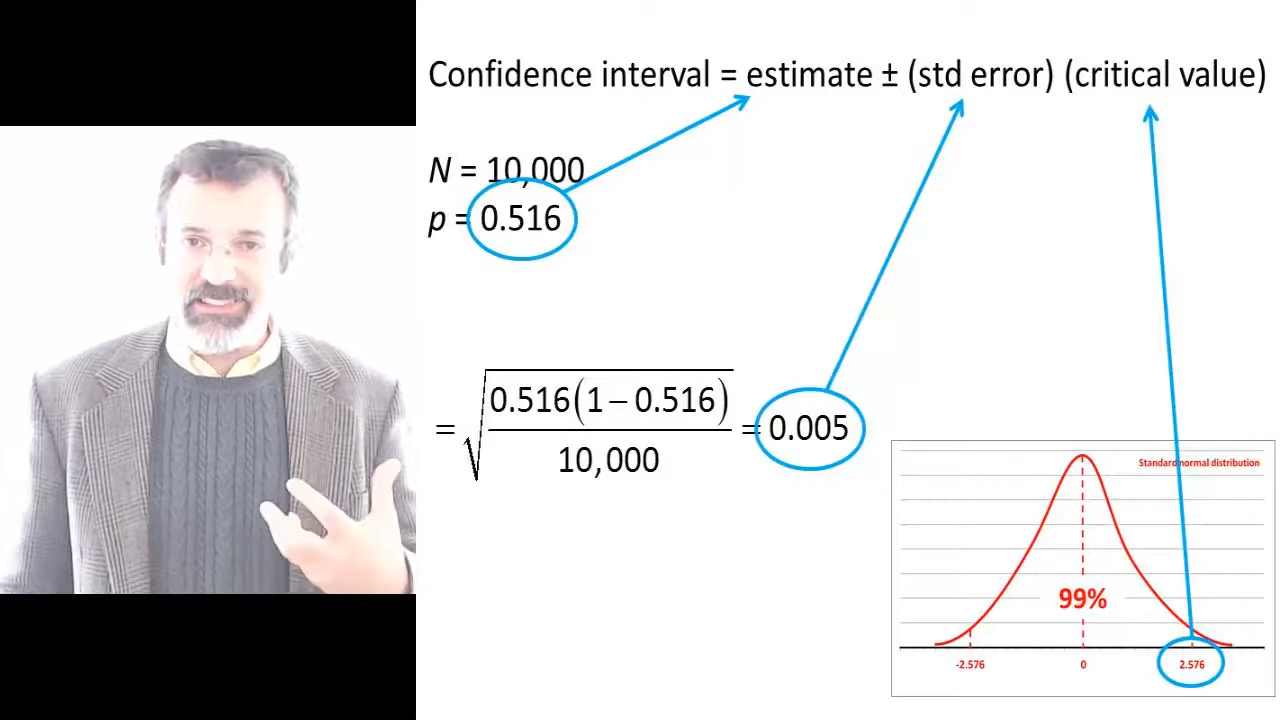 Confidence interval = estimate ± (std error) (critical value)
N = 10,000
p = 0.516
= √(0.516(1 − 0.516) / 10,000) = 0.005
Standard normal distribution
99%
-2.576 0 2.576